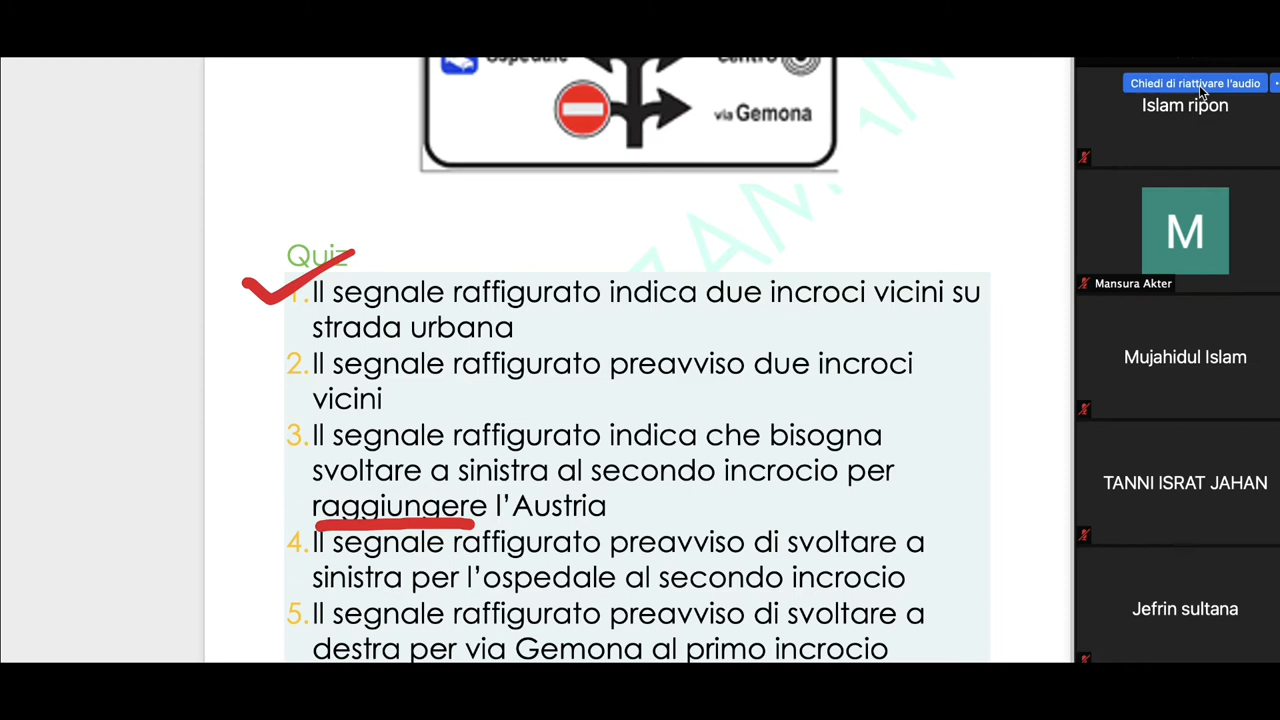 Ospedale
Centro
via Gemona
Quiz
1. Il segnale raffigurato indica due incroci vicini su
strada urbana
2. Il segnale raffigurato preavviso due incroci
vicini
3. Il segnale raffigurato indica che bisogna
svoltare a sinistra al secondo incrocio per
raggiungere l'Austria
4. Il segnale raffigurato preavviso di svoltare a
sinistra per l'ospedale al secondo incrocio
5. Il segnale raffigurato preavviso di svoltare a
destra per via Gemona al primo incrocio
Chiedi di riattivare l'audio
Islam ripon
M
Mansura Akter
Mujahidul Islam
TANNI ISRAT JAHAN
Jefrin sultana